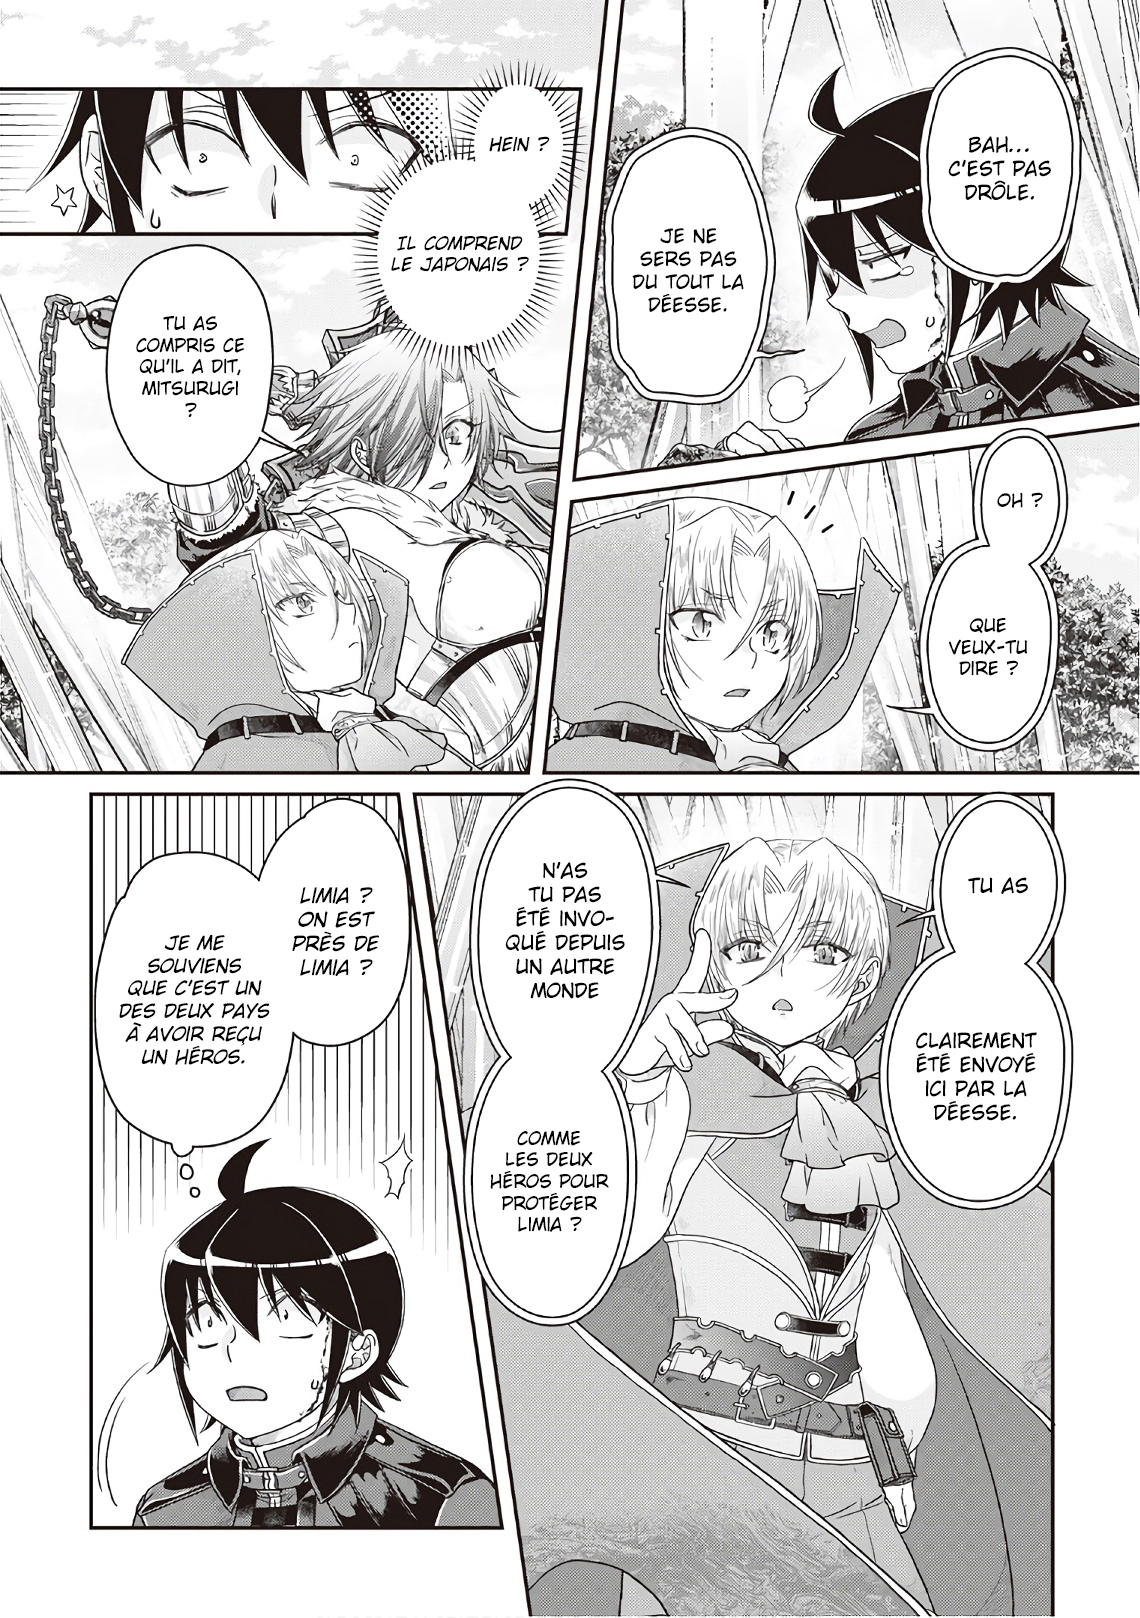 BAH...
C'EST PAS
DRÔLE.
JE NE
SERS PAS
DU TOUT LA
DÉESSE.
OH ?
QUE
VEUX-TU
DIRE ?
HEIN ?
IL COMPREND
LE JAPONAIS ?
TU AS
COMPRIS CE
QU'IL A DIT,
MITSURUGI
?
TU AS
CLAIREMENT
ÉTÉ ENVOYÉ
ICI PAR LA
DÉESSE.
N'AS
TU PAS
ÉTÉ INVO-
QUÉ DEPUIS
UN AUTRE
MONDE
COMME
LES DEUX
HÉROS POUR
PROTÉGER
LIMIA ?
LIMIA ?
ON EST
PRÈS DE
LIMIA ?
JE ME
SOUVIENS
QUE C'EST UN
DES DEUX PAYS
À AVOIR REÇU
UN HÉROS.